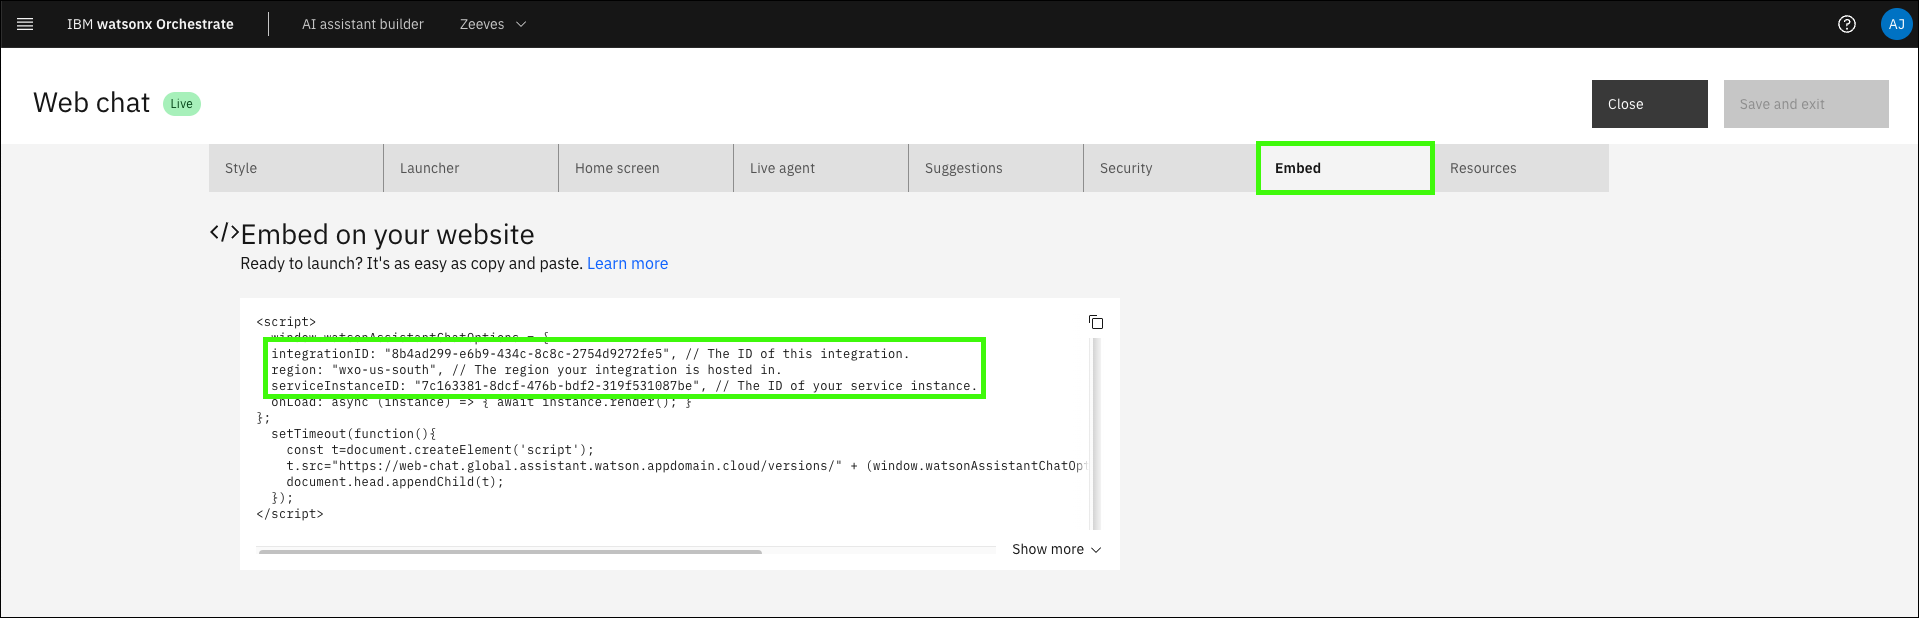 IBM watsonx Orchestrate AI assistant builder Zeeves AJ
Web chat Live Close Save and exit
Style Launcher Home screen Live agent Suggestions Security Embed Resources
</>Embed on your website
Ready to launch? It's as easy as copy and paste. Learn more
<script>
window.watsonAssistantChatOptions = {
integrationID: "8b4ad299-e6b9-434c-8c8c-2754d9272fe5", // The ID of this integration.
region: "wxo-us-south", // The region your integration is hosted in.
serviceInstanceID: "7c163381-8dcf-476b-bdf2-319f531087be", // The ID of your service instance.
onLoad: async (instance) => { await instance.render(); }
};
setTimeout(function(){
const t=document.createElement('script');
t.src="https://web-chat.global.assistant.watson.appdomain.cloud/versions/" + (window.watsonAssistantChatOpt
document.head.appendChild(t);
});
</script>
Show more